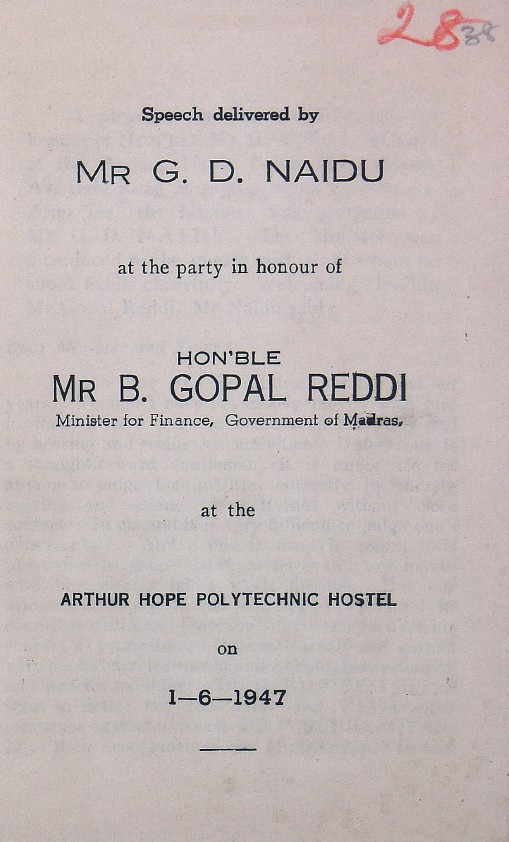 28
38
Speech delivered by
MR G. D. NAIDU
at the party in honour of
HON'BLE
MR B. GOPAL REDDI
Minister for Finance, Government of Madras,
at the
ARTHUR HOPE POLYTECHNIC HOSTEL
on
1—6—1947